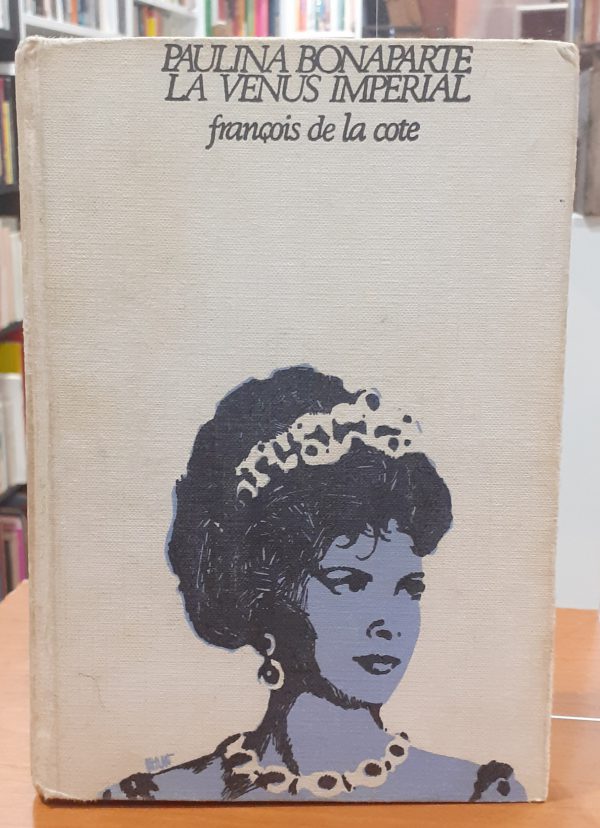 PAULINA BONAPARTE
LA VENUS IMPERIAL
françois de la cote